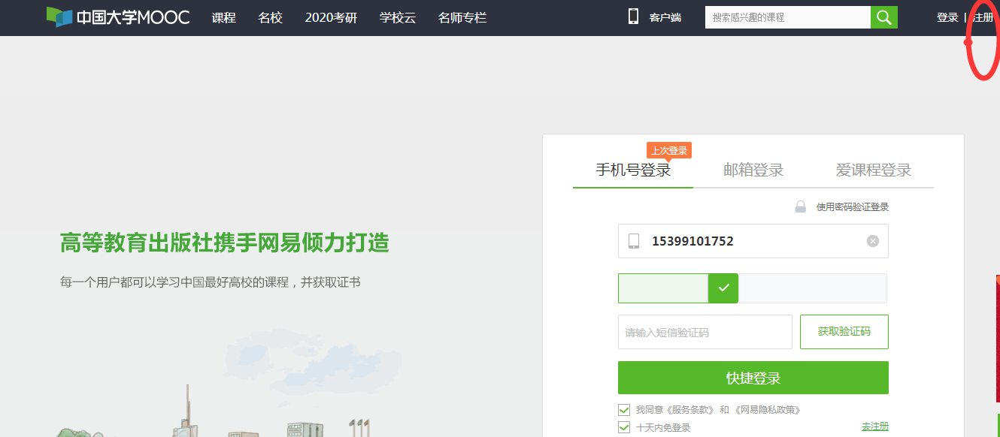 中国大学MOOC 课程 名校 2020考研 学校云 名师专栏 客户端 搜索感兴趣的课程 登录 | 注册
上次登录
手机号登录 邮箱登录 爱课程登录
使用密码验证登录
15399101752
高等教育出版社携手网易倾力打造
每一个用户都可以学习中国最好高校的课程，并获取证书
请输入短信验证码 获取验证码
快捷登录
我同意《服务条款》 和 《网易隐私政策》
十天内免登录 去注册